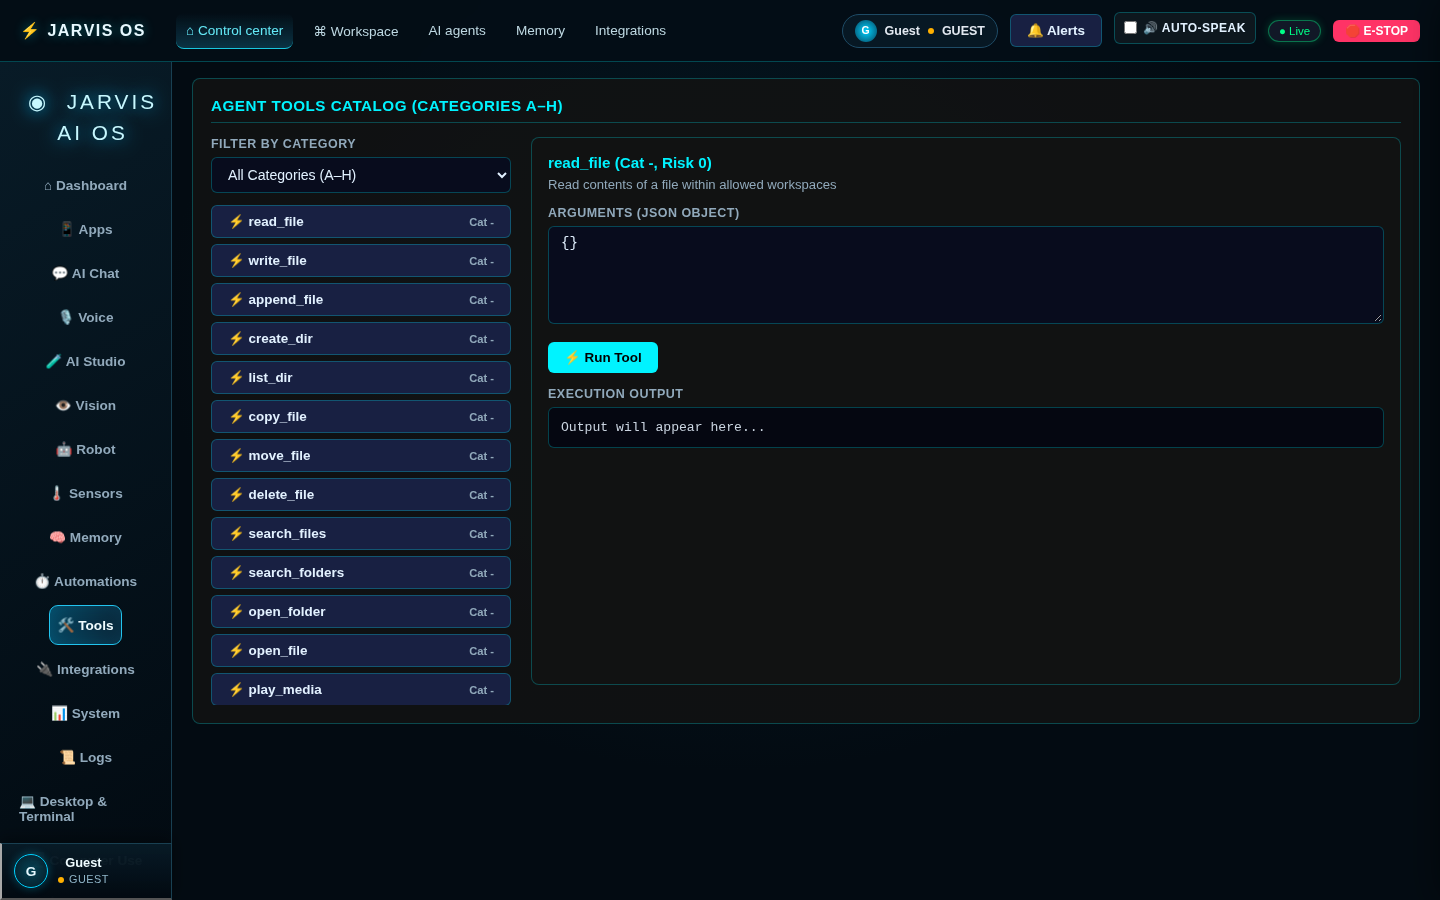 ⚡ JARVIS OS
⌂ Control center
⌘ Workspace
AI agents
Memory
Integrations
G Guest ● GUEST
🔔 Alerts
🔊 AUTO-SPEAK
● Live
🛑 E-STOP
◉ JARVIS
AI OS
⌂ Dashboard
📱 Apps
💬 AI Chat
🎙️ Voice
🧪 AI Studio
👁️ Vision
🤖 Robot
🌡️ Sensors
🧠 Memory
⏱️ Automations
🛠️ Tools
🔌 Integrations
📊 System
📜 Logs
💻 Desktop &
Terminal
G
Guest
● GUEST
AGENT TOOLS CATALOG (CATEGORIES A–H)
FILTER BY CATEGORY
All Categories (A–H)
⚡ read_file Cat -
⚡ write_file Cat -
⚡ append_file Cat -
⚡ create_dir Cat -
⚡ list_dir Cat -
⚡ copy_file Cat -
⚡ move_file Cat -
⚡ delete_file Cat -
⚡ search_files Cat -
⚡ search_folders Cat -
⚡ open_folder Cat -
⚡ open_file Cat -
⚡ play_media Cat -
read_file (Cat -, Risk 0)
Read contents of a file within allowed workspaces
ARGUMENTS (JSON OBJECT)
{}
⚡ Run Tool
EXECUTION OUTPUT
Output will appear here...